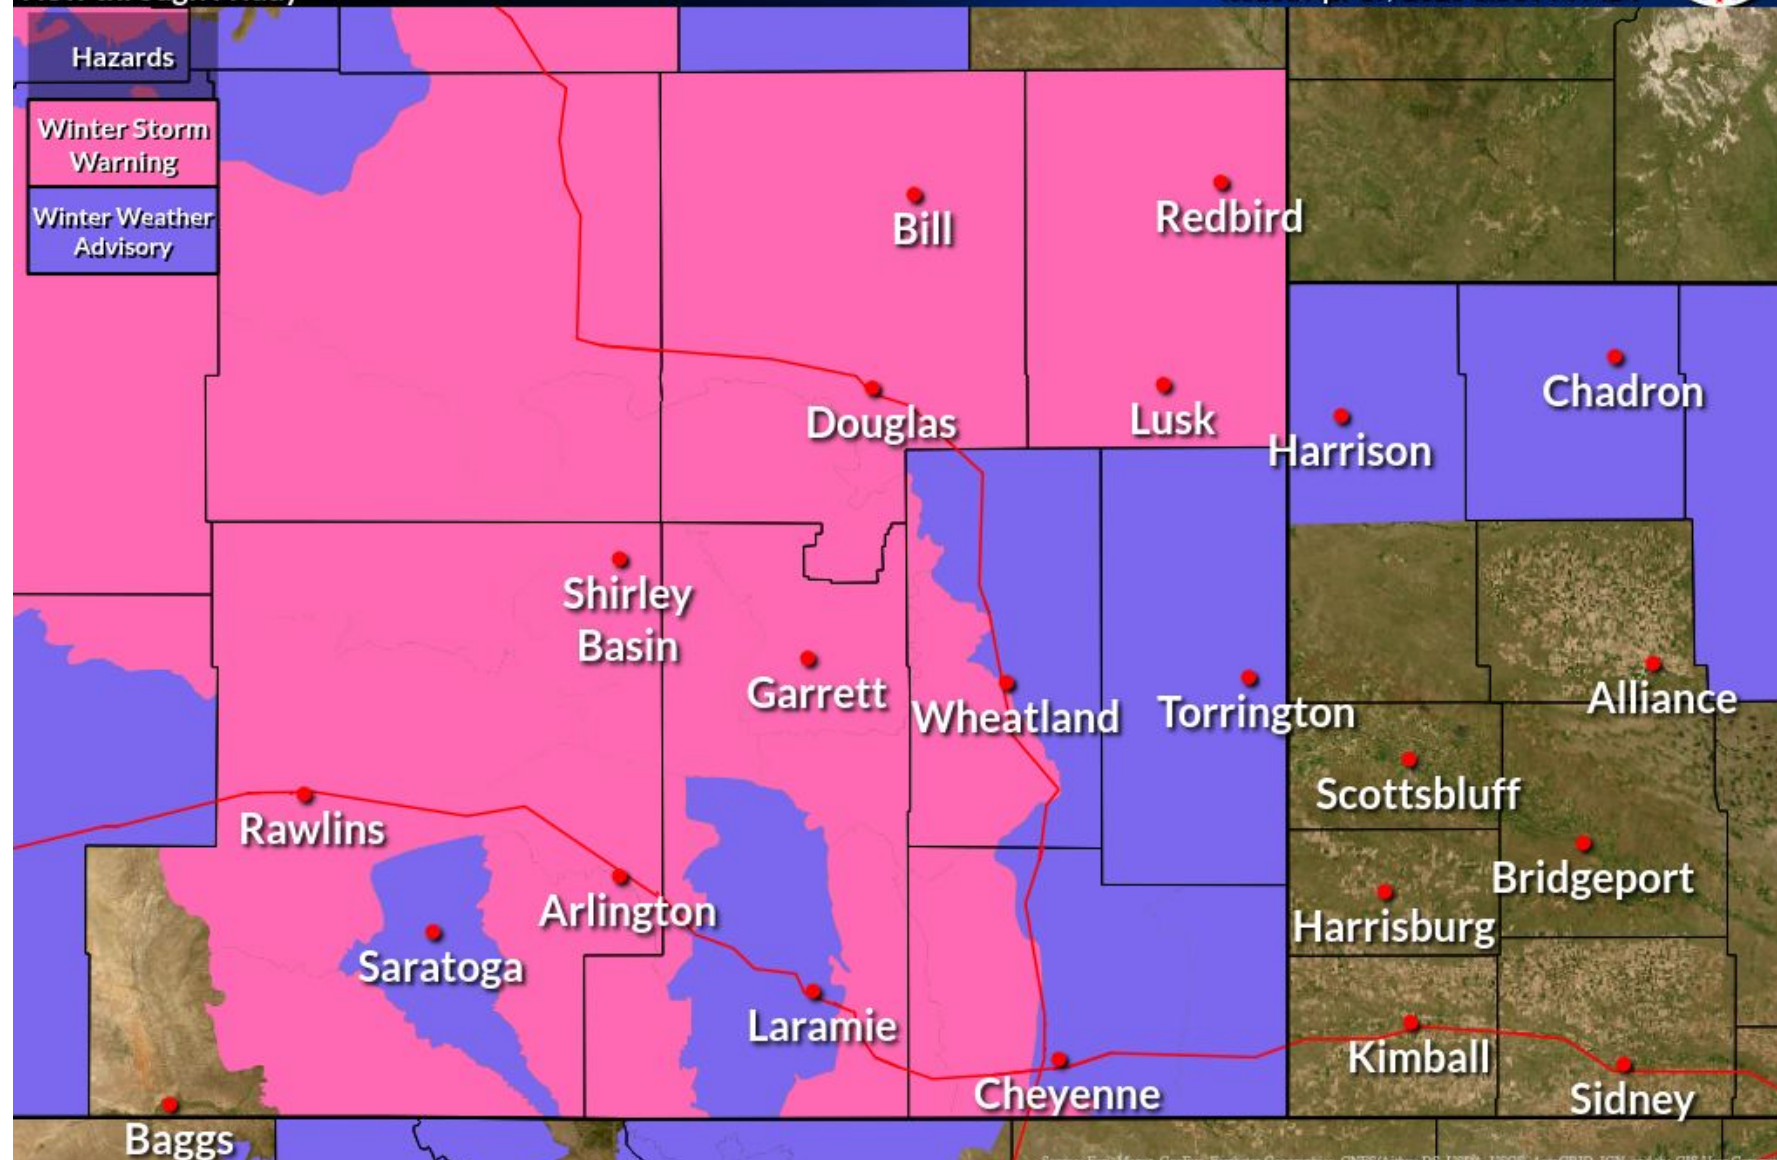 Hazards
Winter Storm
Warning
Winter Weather
Advisory
Bill
Redbird
Douglas
Lusk
Harrison
Chadron
Shirley
Basin
Garrett
Wheatland
Torrington
Alliance
Scottsbluff
Rawlins
Bridgeport
Arlington
Harrisburg
Saratoga
Laramie
Kimball
Cheyenne
Sidney
Baggs